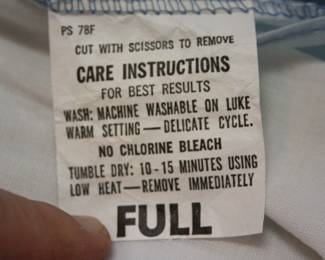 PS 78F
CUT WITH SCISSORS TO REMOVE
CARE INSTRUCTIONS
FOR BEST RESULTS
WASH: MACHINE WASHABLE ON LUKE
WARM SETTING — DELICATE CYCLE.
NO CHLORINE BLEACH
TUMBLE DRY: 10-15 MINUTES USING
LOW HEAT — REMOVE IMMEDIATELY
FULL